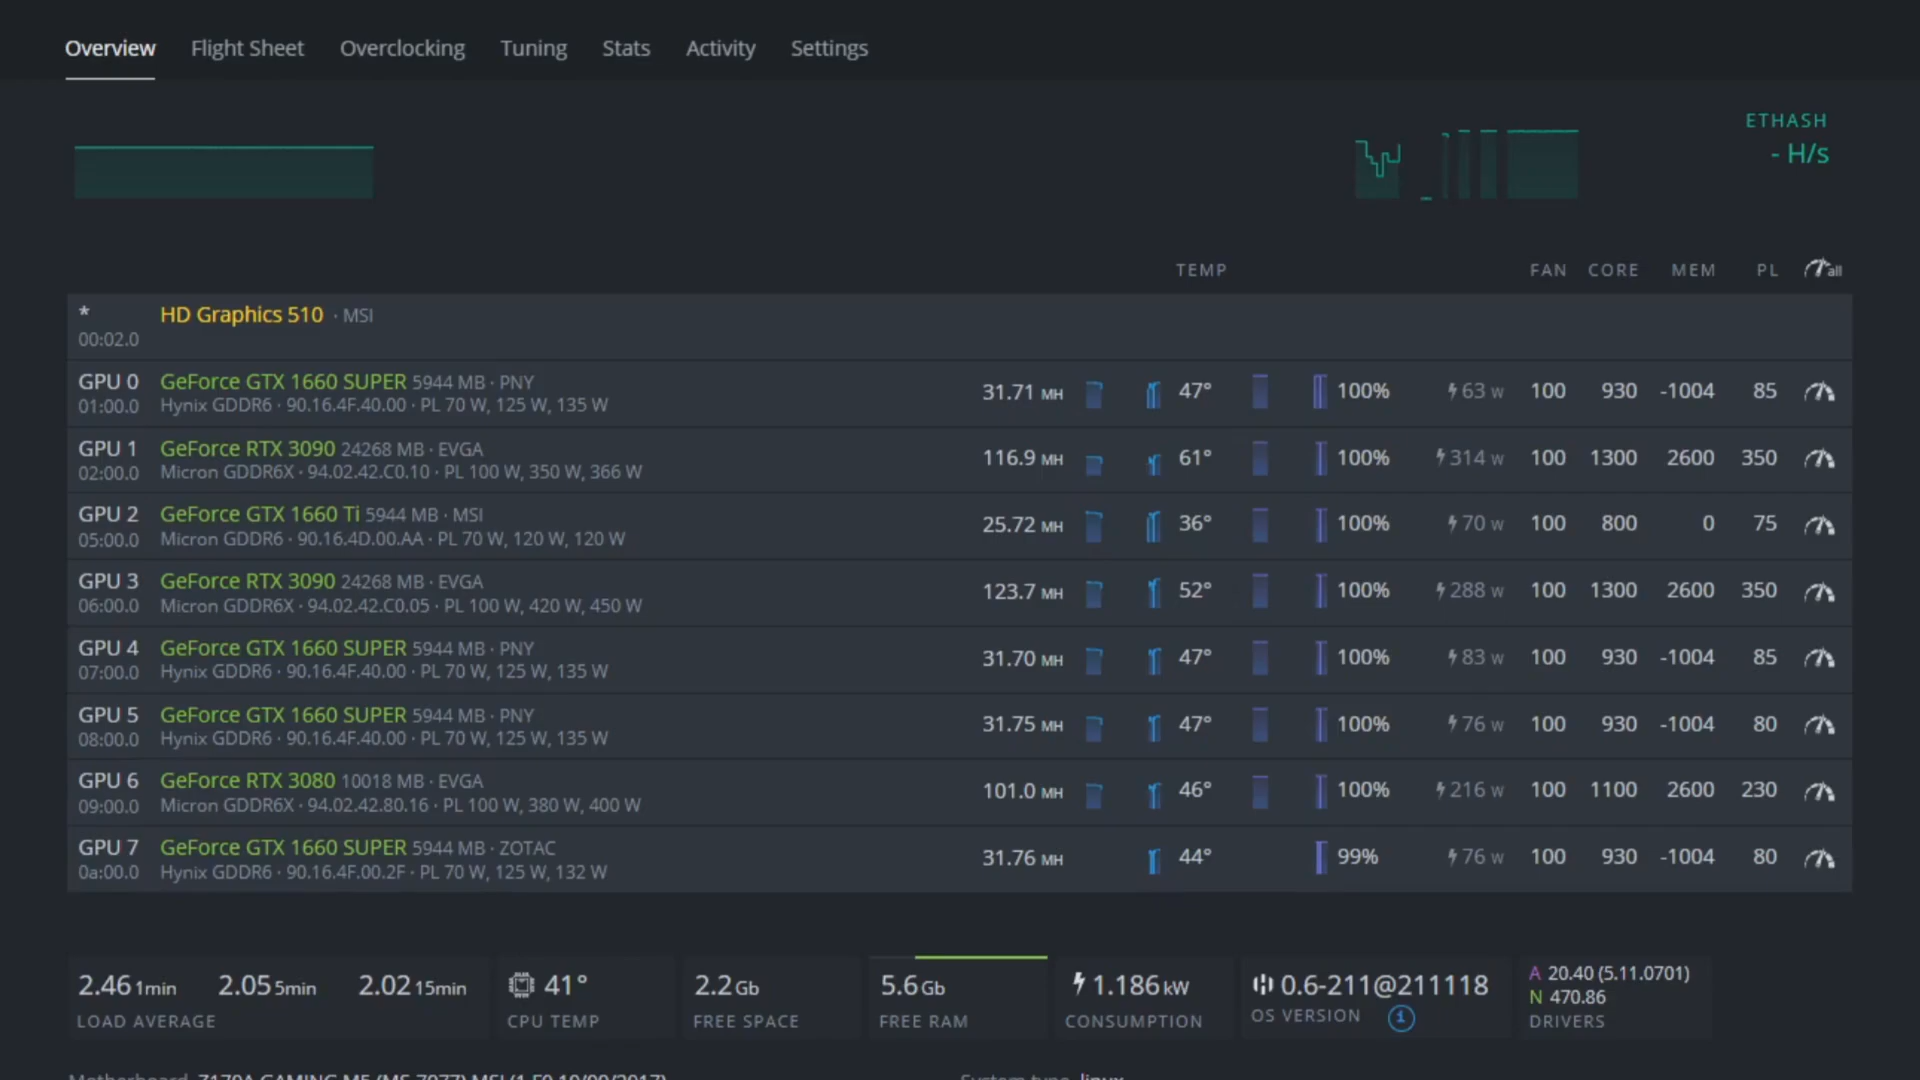 Overview Flight Sheet Overclocking Tuning Stats Activity Settings
ETHASH
- H/s
TEMP FAN CORE MEM PL all
* HD Graphics 510 · MSI
00:02.0
GPU 0 GeForce GTX 1660 SUPER 5944 MB · PNY 31.71 MH 47° 100% 63 W 100 930 -1004 85
01:00.0 Hynix GDDR6 · 90.16.4F.40.00 · PL 70 W, 125 W, 135 W
GPU 1 GeForce RTX 3090 24268 MB · EVGA 116.9 MH 61° 100% 314 W 100 1300 2600 350
02:00.0 Micron GDDR6X · 94.02.42.C0.10 · PL 100 W, 350 W, 366 W
GPU 2 GeForce GTX 1660 Ti 5944 MB · MSI 25.72 MH 36° 100% 70 W 100 800 0 75
05:00.0 Micron GDDR6 · 90.16.4D.00.AA · PL 70 W, 120 W, 120 W
GPU 3 GeForce RTX 3090 24268 MB · EVGA 123.7 MH 52° 100% 288 W 100 1300 2600 350
06:00.0 Micron GDDR6X · 94.02.42.C0.05 · PL 100 W, 420 W, 450 W
GPU 4 GeForce GTX 1660 SUPER 5944 MB · PNY 31.70 MH 47° 100% 83 W 100 930 -1004 85
07:00.0 Hynix GDDR6 · 90.16.4F.40.00 · PL 70 W, 125 W, 135 W
GPU 5 GeForce GTX 1660 SUPER 5944 MB · PNY 31.75 MH 47° 100% 76 W 100 930 -1004 80
08:00.0 Hynix GDDR6 · 90.16.4F.40.00 · PL 70 W, 125 W, 135 W
GPU 6 GeForce RTX 3080 10018 MB · EVGA 101.0 MH 46° 100% 216 W 100 1100 2600 230
09:00.0 Micron GDDR6X · 94.02.42.80.16 · PL 100 W, 380 W, 400 W
GPU 7 GeForce GTX 1660 SUPER 5944 MB · ZOTAC 31.76 MH 44° 99% 76 W 100 930 -1004 80
0a:00.0 Hynix GDDR6 · 90.16.4F.00.2F · PL 70 W, 125 W, 132 W
2.46 1min 2.05 5min 2.02 15min
LOAD AVERAGE
41°
CPU TEMP
2.2 Gb
FREE SPACE
5.6 Gb
FREE RAM
1.186 kW
CONSUMPTION
0.6-211@211118
OS VERSION
A 20.40 (5.11.0701)
N 470.86
DRIVERS
Motherboard Z170A GAMING M5 (MS-7977) MSI
System type linux